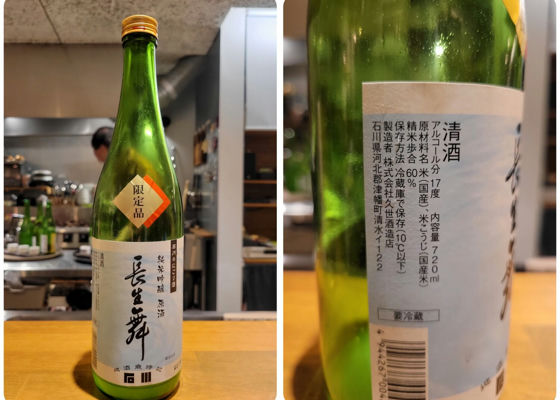 限定品
清酒
純米吟醸 原酒
長生舞
石川
清酒
アルコール分 17度 内容量 720ml
原材料名 米(国産) 米こうじ(国産米)
精米歩合 60%
保存方法 冷蔵庫で保存(10℃以下)
製造者 株式会社久世酒造店
石川県河北郡津幡町清水イ122
要冷蔵